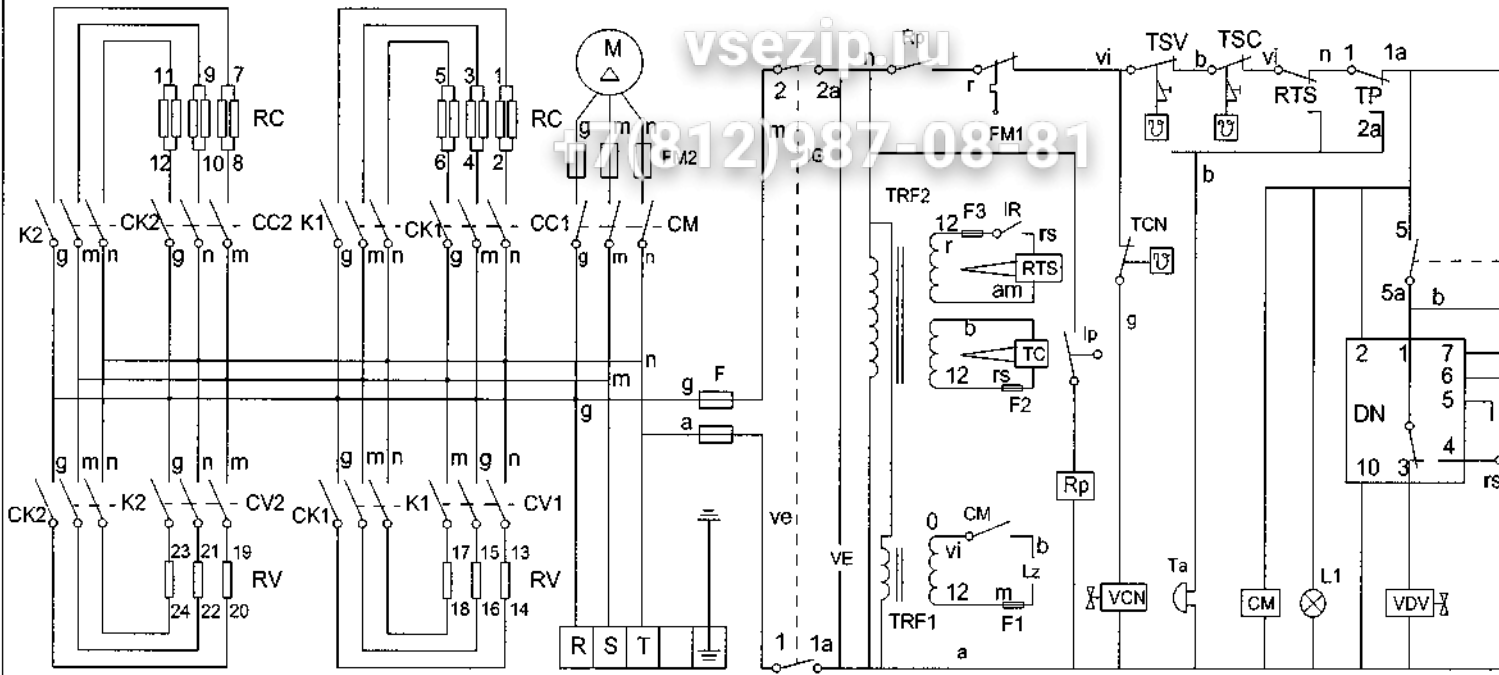 vsezip.ru
+7(812)987-08-81
M
Rp
vi TSV b TSC vi n 1 1a
11 9 7 5 3 1
n
2 2a r RTS TP
RC RC g m n m FM1 2a
12 10 8 6 4 2 FM2
b
TRF2
12 F3 IR
K2 CK2 CC2 K1 CK1 CC1 CM r rs TCN 5
g m n g n m g m n g m n g m n RTS
am 5a b
g
b Ip
n TC 2 1 7
m 12 rs 6
g F F2 5
g DN
a 4
g m n g n m g m n m g n 10 3
Rp rs
CK2 K2 CV2 CK1 K1 CV1 0 CM
ve vi b
23 21 19 17 15 13 VE Lz Ta L1
RV RV 12 m VCN CM VDV
24 22 20 18 16 14 TRF1 F1
R S T 1 1a a